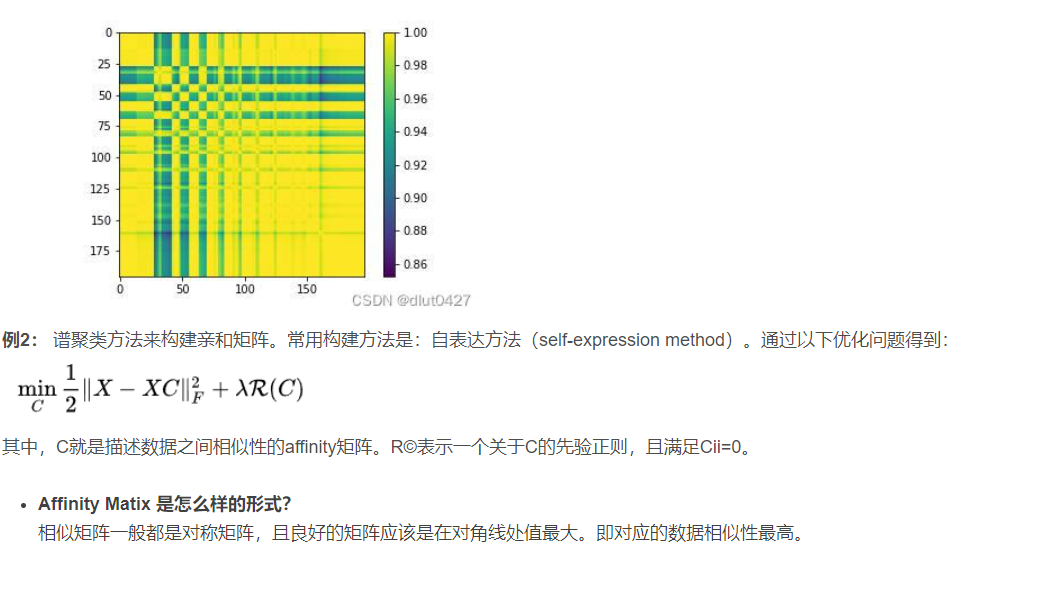 0
25
50
75
100
125
150
175
0 50 100 150
1.00
0.98
0.96
0.94
0.92
0.90
0.88
0.86
CSDN @dlut0427
例2： 谱聚类方法来构建亲和矩阵。常用构建方法是：自表达方法（self-expression method）。通过以下优化问题得到：
min_C 1/2 ||X − XC||²_F + λR(C)
其中，C就是描述数据之间相似性的affinity矩阵。R©表示一个关于C的先验正则，且满足Cii=0。
• Affinity Matix 是怎么样的形式？
相似矩阵一般都是对称矩阵，且良好的矩阵应该是在对角线处值最大。即对应的数据相似性最高。